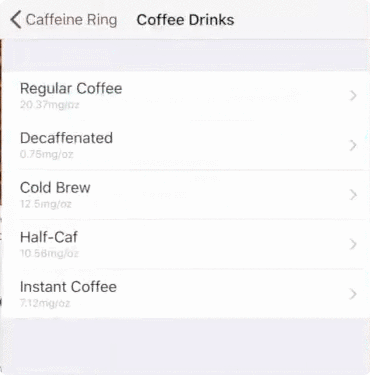 Caffeine Ring
Coffee Drinks
Regular Coffee
20.37mg/oz
Decaffenated
0.75mg/oz
Cold Brew
12.5mg/oz
Half-Caf
10.56mg/oz
Instant Coffee
7.12mg/oz